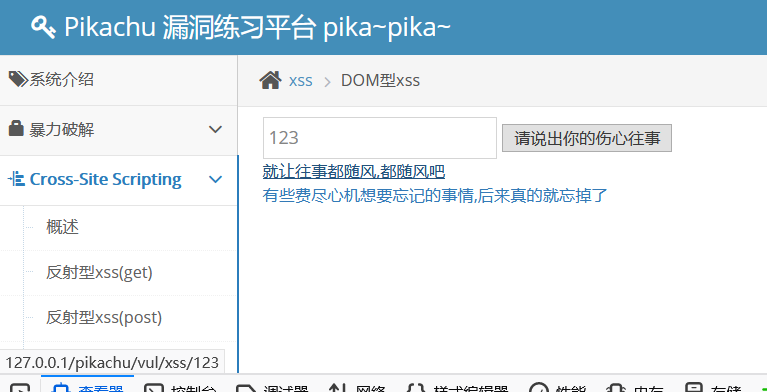 Pikachu 漏洞练习平台 pika~pika~
系统介绍
暴力破解
Cross-Site Scripting
概述
反射型xss(get)
反射型xss(post)
xss > DOM型xss
123 请说出你的伤心往事
就让往事都随风,都随风吧
有些费尽心机想要忘记的事情,后来真的就忘掉了
127.0.0.1/pikachu/vul/xss/123
查看器 控制台 调试器 网络 样式编辑器 性能 内存 存储